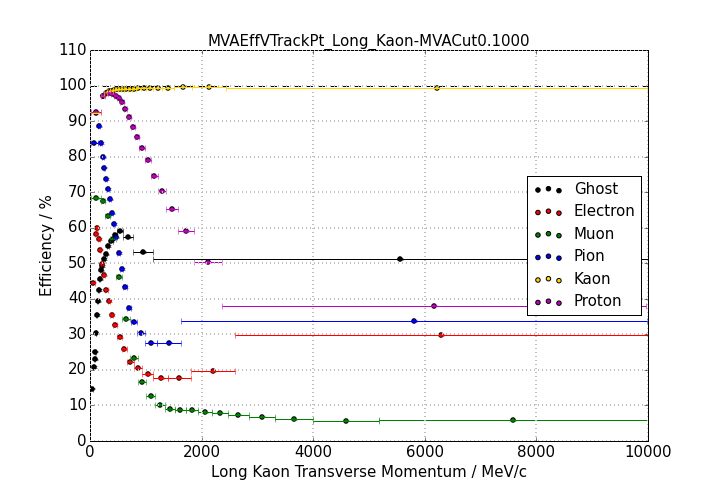 MVAEffVTrackPt_Long_Kaon-MVACut0.1000
110
100
90
80
70
60
50
40
30
20
10
0
Efficiency / %
Ghost
Electron
Muon
Pion
Kaon
Proton
0 2000 4000 6000 8000 10000
Long Kaon Transverse Momentum / MeV/c